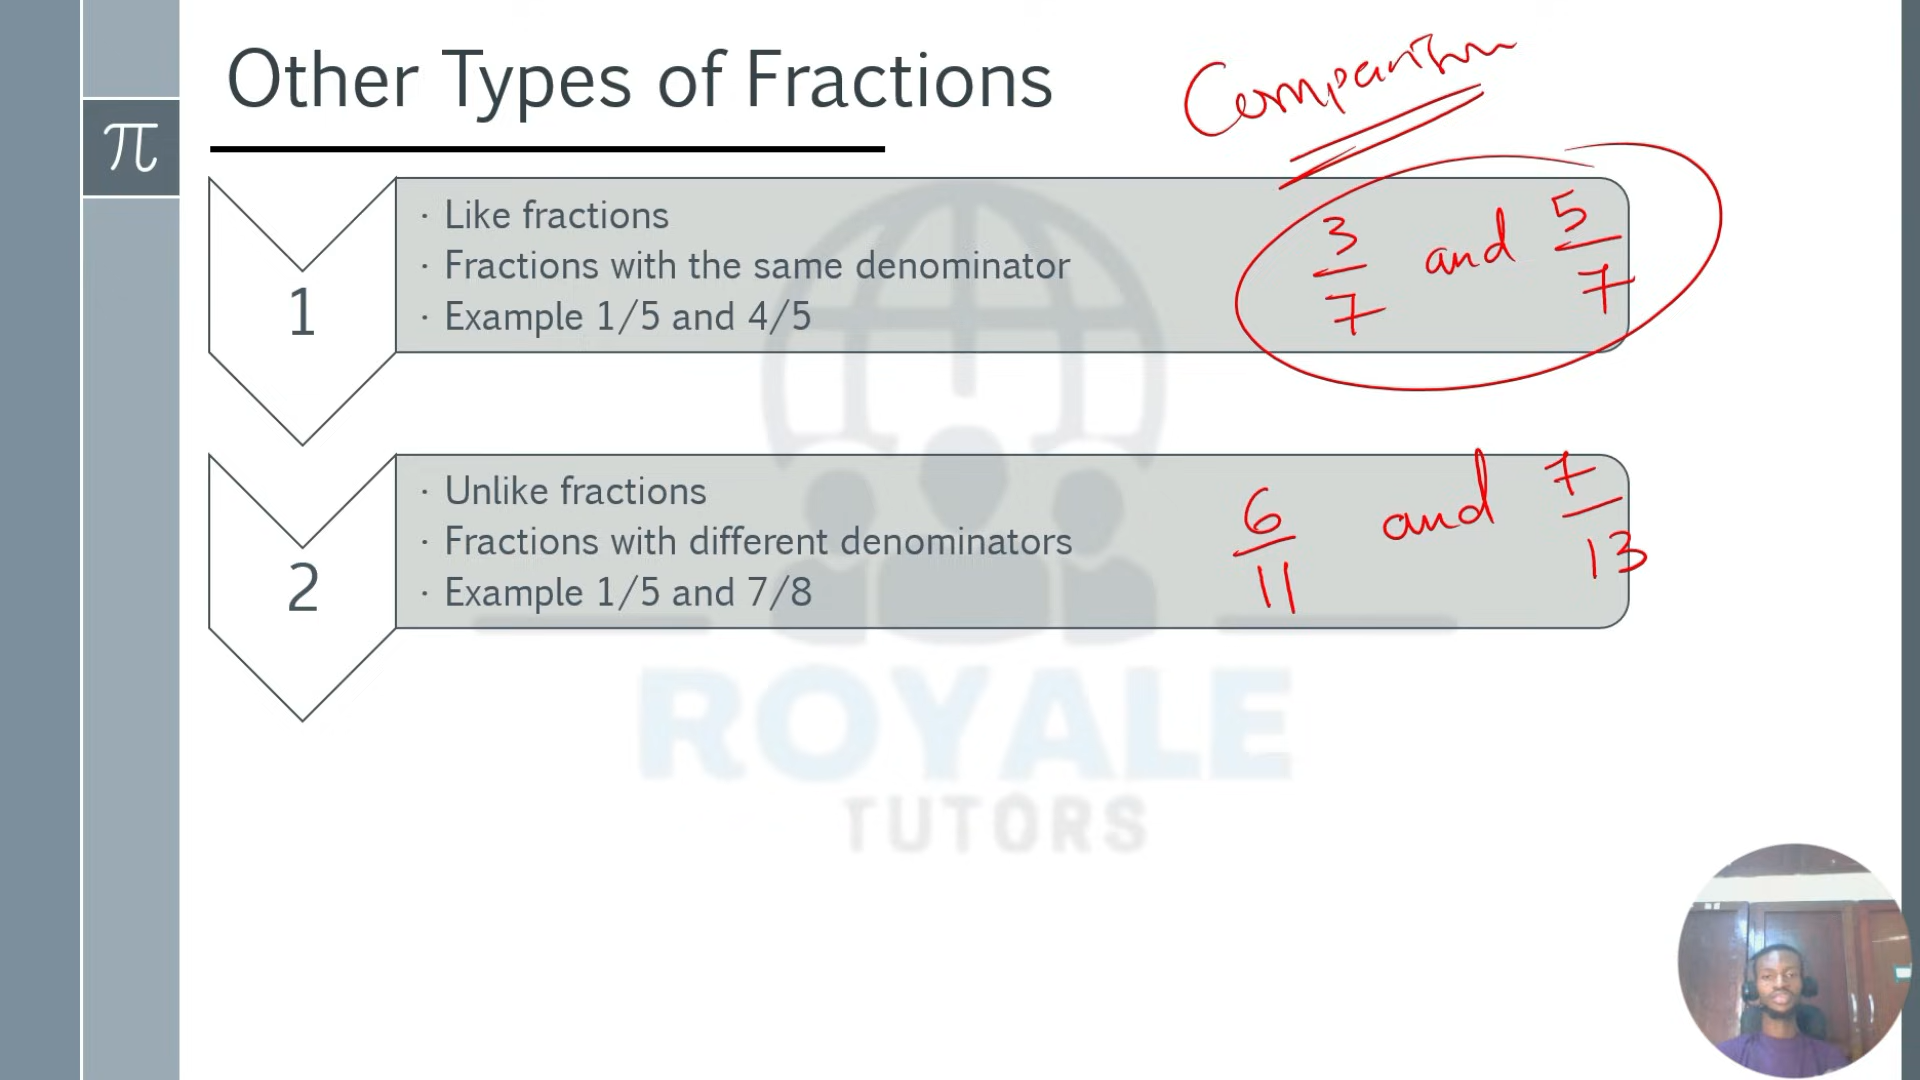 Other Types of Fractions
Comparism
π
1
· Like fractions
· Fractions with the same denominator
· Example 1/5 and 4/5
3/7 and 5/7
2
· Unlike fractions
· Fractions with different denominators
· Example 1/5 and 7/8
6/11 and 7/13
ROYALE
TUTORS